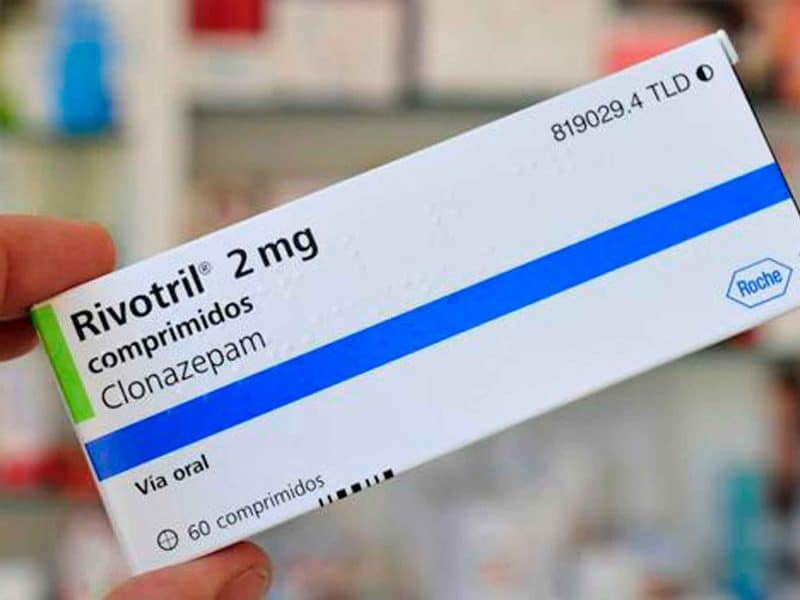 819029.4 TLD
Rivotril® 2 mg
comprimidos
Clonazepam
Roche
Vía oral
60 comprimidos